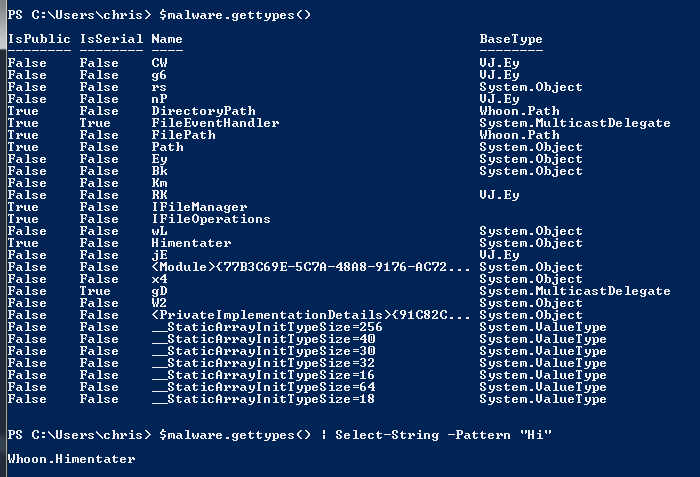 PS C:\Users\chris> $malware.gettypes()
IsPublic IsSerial Name BaseType
-------- -------- ---- --------
False False CW VJ.Ey
False False g6 VJ.Ey
False False rs System.Object
False False nP VJ.Ey
True False DirectoryPath Whoon.Path
True True FileEventHandler System.MulticastDelegate
True False FilePath Whoon.Path
True False Path System.Object
False False Ey System.Object
False False Bk System.Object
False False Km
False False RK VJ.Ey
True False IFileManager
True False IFileOperations
False False wL System.Object
True False Himentater System.Object
False False jE VJ.Ey
False False <Module>{77B3C69E-5C7A-48A8-9176-AC72... System.Object
False False x4 System.Object
False True gD System.MulticastDelegate
False False W2 System.Object
False False <PrivateImplementationDetails>{91C82C... System.Object
False False __StaticArrayInitTypeSize=256 System.ValueType
False False __StaticArrayInitTypeSize=40 System.ValueType
False False __StaticArrayInitTypeSize=30 System.ValueType
False False __StaticArrayInitTypeSize=32 System.ValueType
False False __StaticArrayInitTypeSize=16 System.ValueType
False False __StaticArrayInitTypeSize=64 System.ValueType
False False __StaticArrayInitTypeSize=18 System.ValueType
PS C:\Users\chris> $malware.gettypes() | Select-String -Pattern "Hi"
Whoon.Himentater